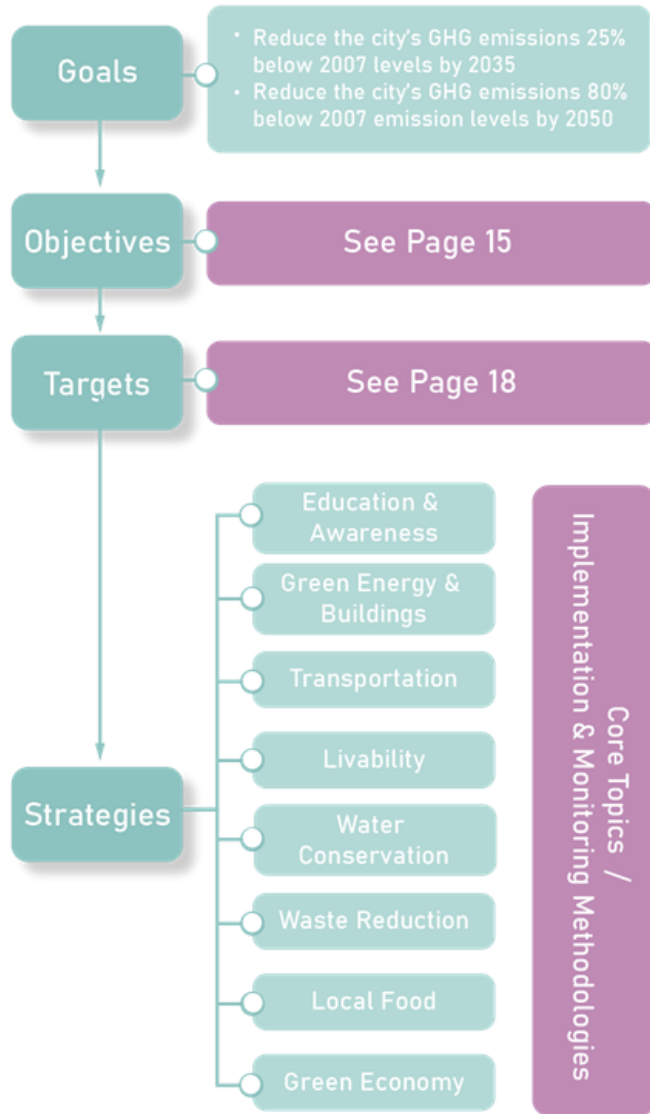 Goals
• Reduce the city's GHG emissions 25%
below 2007 levels by 2035
• Reduce the city's GHG emissions 80%
below 2007 emission levels by 2050
Objectives
See Page 15
Targets
See Page 18
Strategies
Education &
Awareness
Green Energy &
Buildings
Transportation
Livability
Water
Conservation
Waste Reduction
Local Food
Green Economy
Core Topics /
Implementation & Monitoring Methodologies